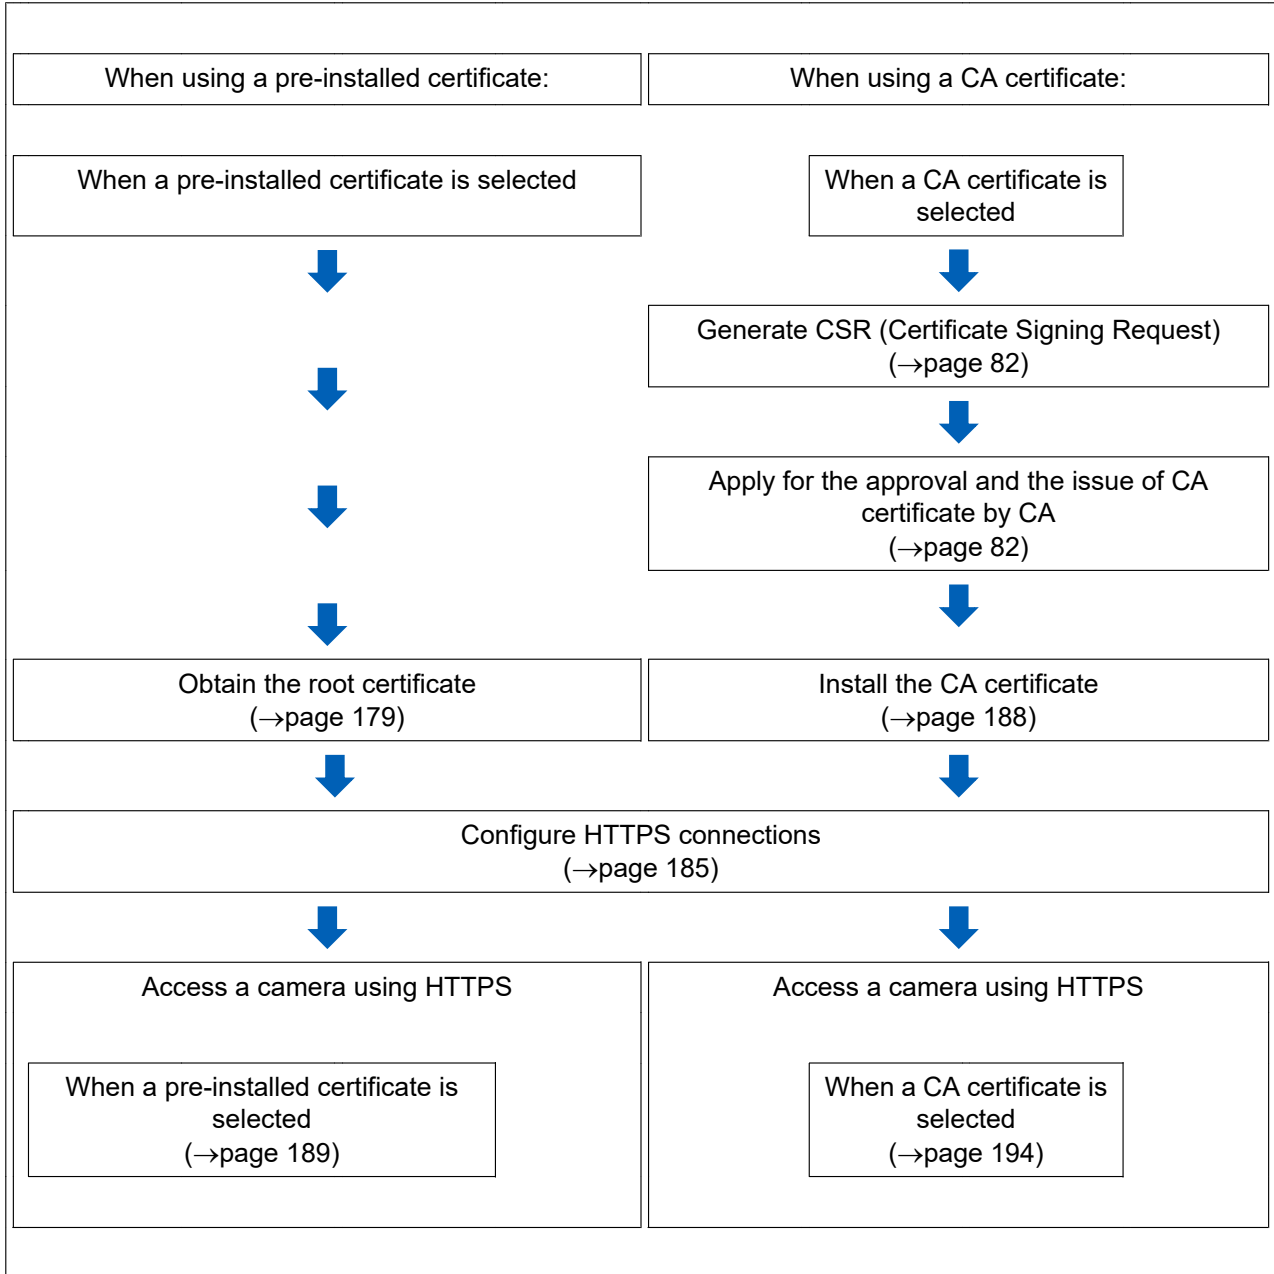 When using a pre-installed certificate:
When using a CA certificate:
When a pre-installed certificate is selected
When a CA certificate is
selected
Generate CSR (Certificate Signing Request)
(→page 82)
Apply for the approval and the issue of CA
certificate by CA
(→page 82)
Obtain the root certificate
(→page 179)
Install the CA certificate
(→page 188)
Configure HTTPS connections
(→page 185)
Access a camera using HTTPS
When a pre-installed certificate is
selected
(→page 189)
Access a camera using HTTPS
When a CA certificate is
selected
(→page 194)